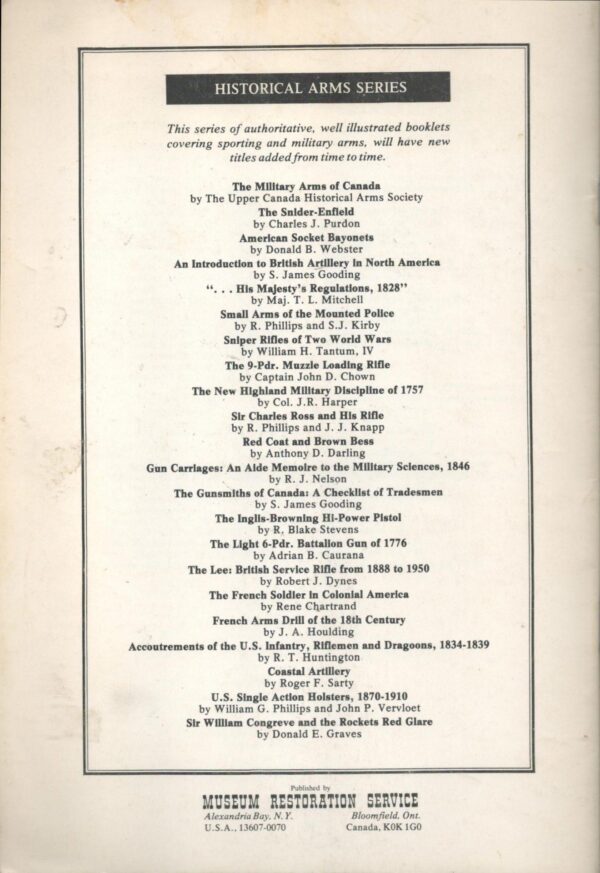 HISTORICAL ARMS SERIES
This series of authoritative, well illustrated booklets
covering sporting and military arms, will have new
titles added from time to time.
The Military Arms of Canada
by The Upper Canada Historical Arms Society
The Snider-Enfield
by Charles J. Purdon
American Socket Bayonets
by Donald B. Webster
An Introduction to British Artillery in North America
by S. James Gooding
“. . . His Majesty's Regulations, 1828”
by Maj. T. L. Mitchell
Small Arms of the Mounted Police
by R. Phillips and S.J. Kirby
Sniper Rifles of Two World Wars
by William H. Tantum, IV
The 9-Pdr. Muzzle Loading Rifle
by Captain John D. Chown
The New Highland Military Discipline of 1757
by Col. J.R. Harper
Sir Charles Ross and His Rifle
by R. Phillips and J. J. Knapp
Red Coat and Brown Bess
by Anthony D. Darling
Gun Carriages: An Aide Memoire to the Military Sciences, 1846
by R. J. Nelson
The Gunsmiths of Canada: A Checklist of Tradesmen
by S. James Gooding
The Inglis-Browning Hi-Power Pistol
by R. Blake Stevens
The Light 6-Pdr. Battalion Gun of 1776
by Adrian B. Caurana
The Lee: British Service Rifle from 1888 to 1950
by Robert J. Dynes
The French Soldier in Colonial America
by Rene Chartrand
French Arms Drill of the 18th Century
by J. A. Houlding
Accoutrements of the U.S. Infantry, Riflemen and Dragoons, 1834-1839
by R. T. Huntington
Coastal Artillery
by Roger F. Sarty
U.S. Single Action Holsters, 1870-1910
by William G. Phillips and John P. Vervloet
Sir William Congreve and the Rockets Red Glare
by Donald E. Graves
Published by
MUSEUM RESTORATION SERVICE
Alexandria Bay, N.Y. Bloomfield, Ont.
U.S.A., 13607-0070 Canada, K0K 1G0